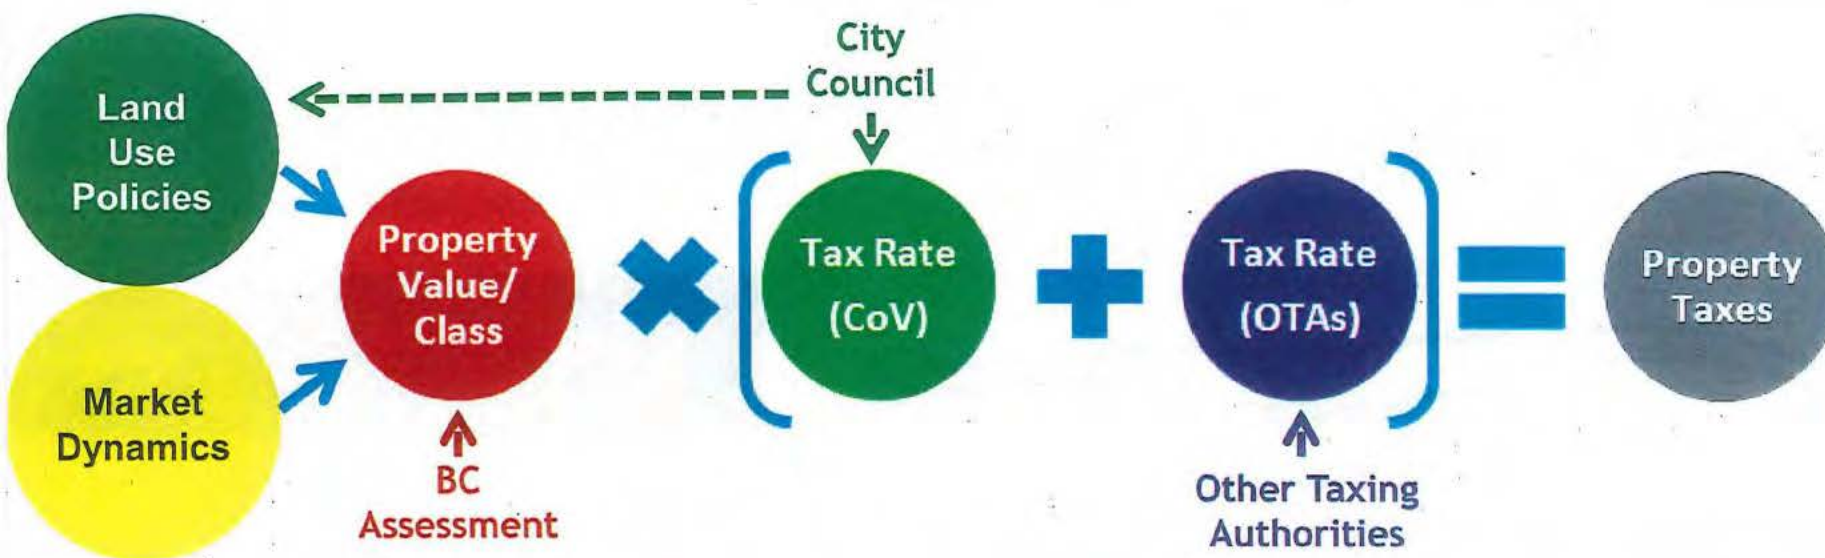 City
Council
Land
Use
Policies
Property
Value/
Class
Tax Rate
(CoV)
Tax Rate
(OTAs)
Property
Taxes
Market
Dynamics
BC
Assessment
Other Taxing
Authorities